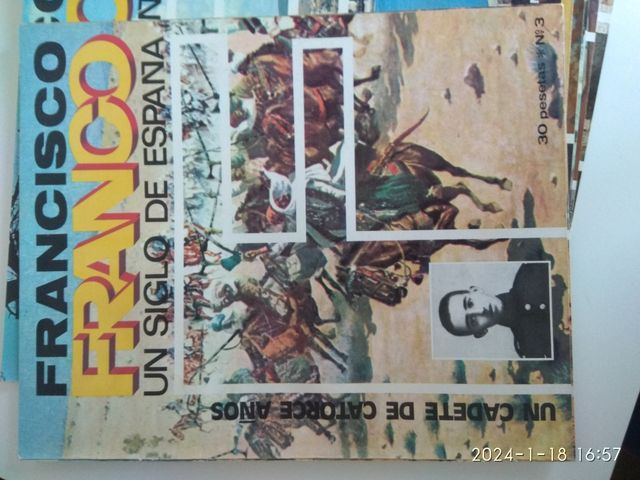 FRANCISCO
FRANCO
UN SIGLO DE ESPAÑA
30 pesetas * Nº 3
UN CADETE DE CATORCE AÑOS
2024-1-18 16:57